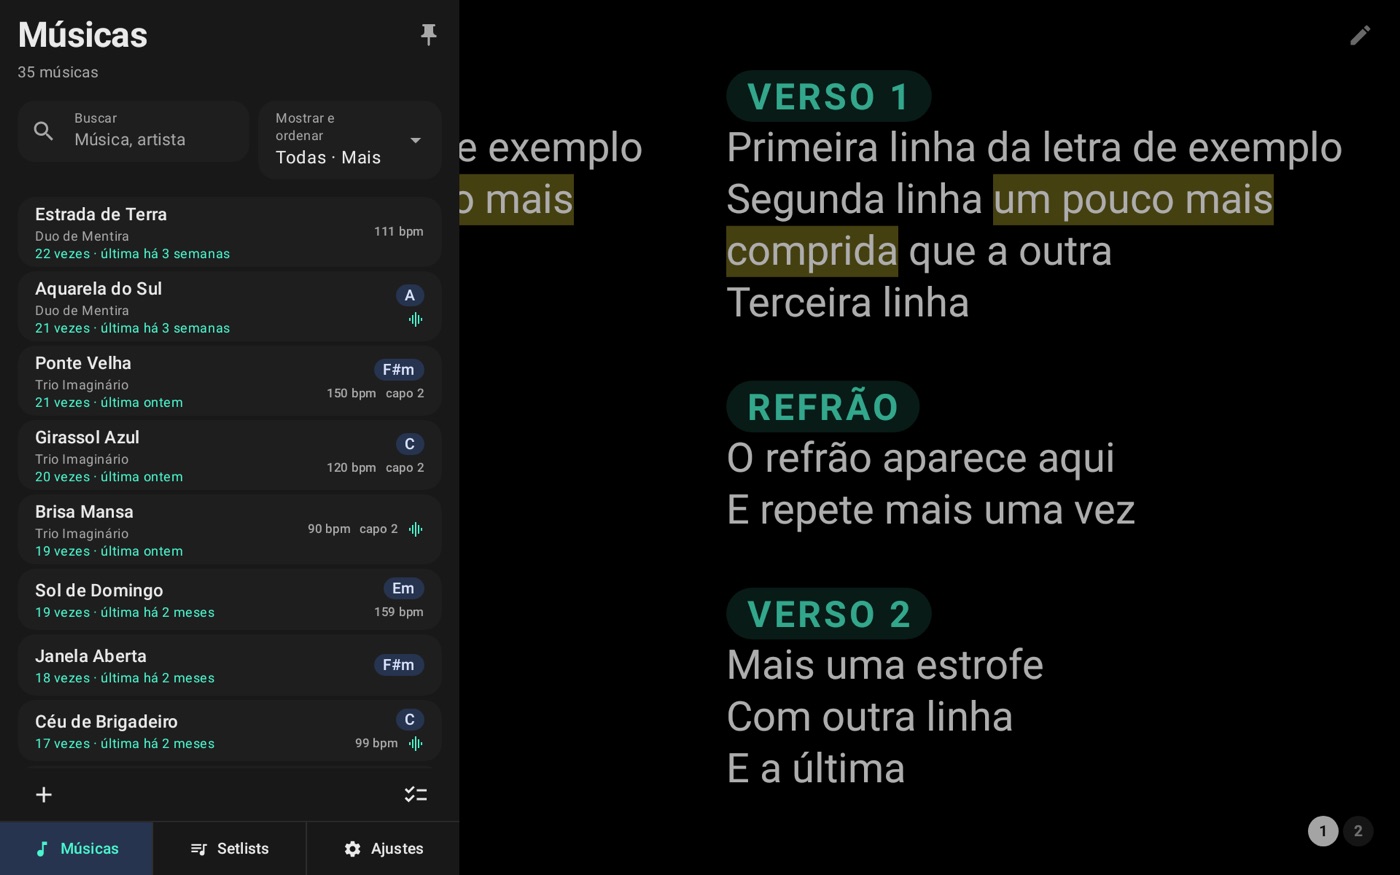 Músicas
35 músicas
Buscar
Música, artista
Mostrar e
ordenar
Todas · Mais
Estrada de Terra
Duo de Mentira
22 vezes · última há 3 semanas
111 bpm
Aquarela do Sul
Duo de Mentira
21 vezes · última há 3 semanas
A
Ponte Velha
Trio Imaginário
21 vezes · última ontem
F#m
150 bpm capo 2
Girassol Azul
Trio Imaginário
20 vezes · última ontem
C
120 bpm capo 2
Brisa Mansa
Trio Imaginário
19 vezes · última ontem
90 bpm capo 2
Sol de Domingo
19 vezes · última há 2 meses
Em
159 bpm
Janela Aberta
18 vezes · última há 2 meses
F#m
Céu de Brigadeiro
17 vezes · última há 2 meses
C
99 bpm
Músicas
Setlists
Ajustes
e exemplo
o mais
VERSO 1
Primeira linha da letra de exemplo
Segunda linha um pouco mais
comprida que a outra
Terceira linha
REFRÃO
O refrão aparece aqui
E repete mais uma vez
VERSO 2
Mais uma estrofe
Com outra linha
E a última
1 2